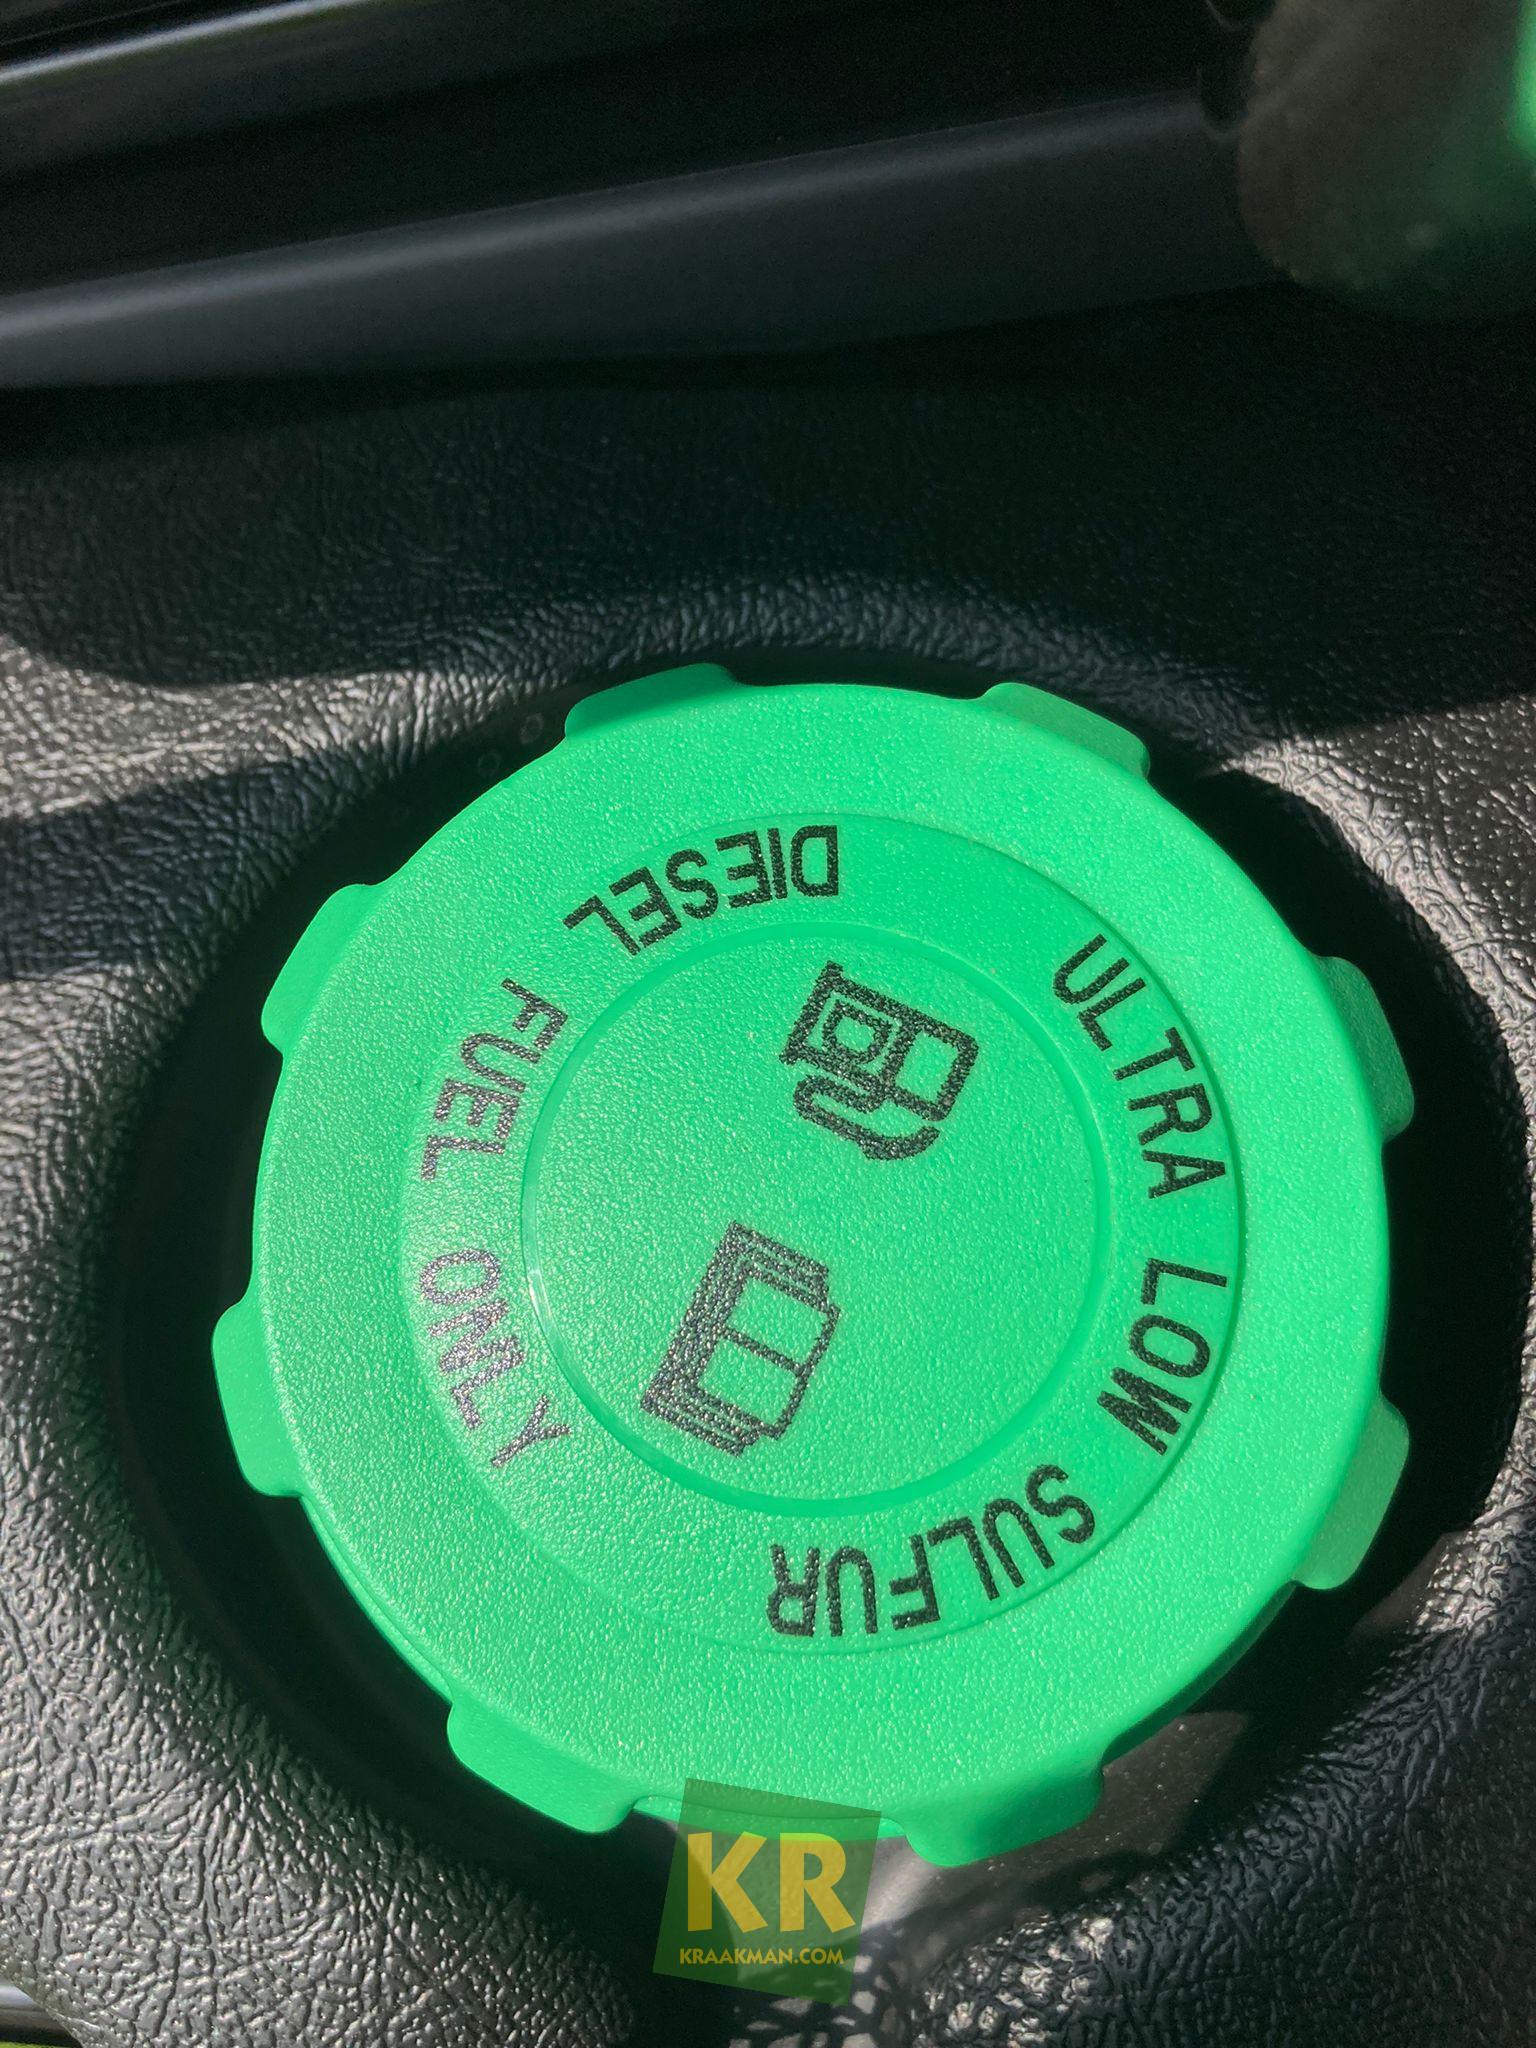 ULTRA LOW SULFUR
DIESEL FUEL ONLY
KR
KRAAKMAN.COM